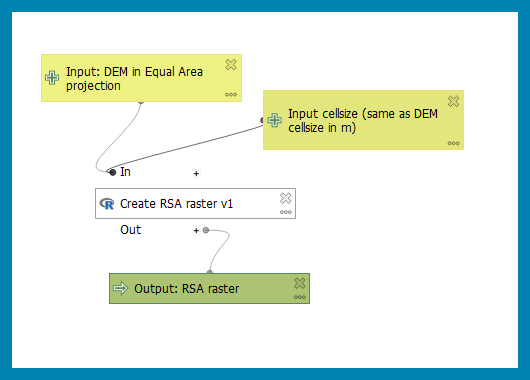 Input: DEM in Equal Area
projection
Input cellsize (same as DEM
cellsize in m)
In
+
Create RSA raster v1
Out
+
Output: RSA raster